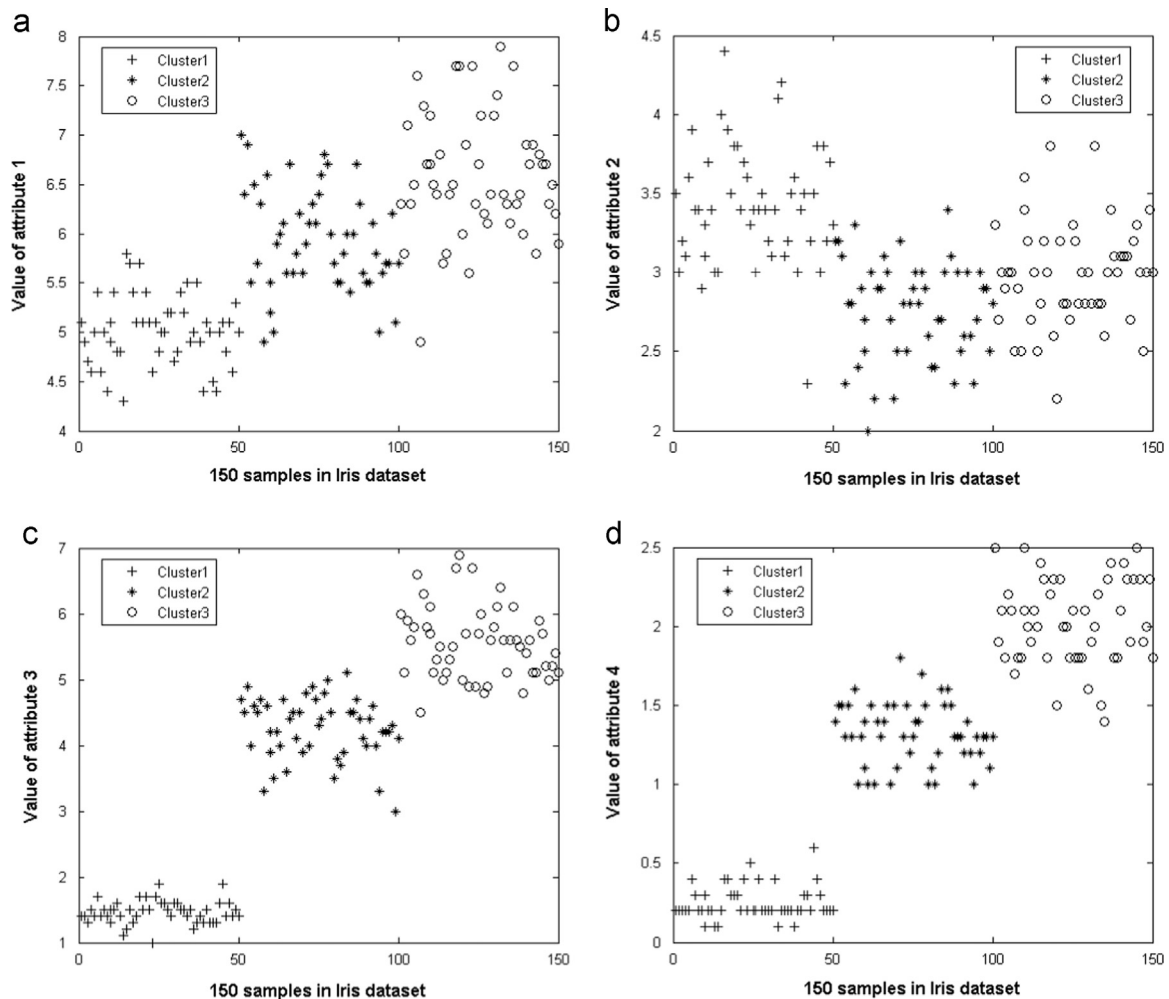 a
8
7.5
7
6.5
6
5.5
5
4.5
4
0
50
100
150
Cluster1
Cluster2
Cluster3
Value of attribute 1
150 samples in Iris dataset
b
4.5
4
3.5
3
2.5
2
0
50
100
150
Cluster1
Cluster2
Cluster3
Value of attribute 2
150 samples in Iris dataset
c
7
6
5
4
3
2
1
0
50
100
150
Cluster1
Cluster2
Cluster3
Value of attribute 3
150 samples in Iris dataset
d
2.5
2
1.5
1
0.5
0
0
50
100
150
Cluster1
Cluster2
Cluster3
Value of attribute 4
150 samples in Iris dataset